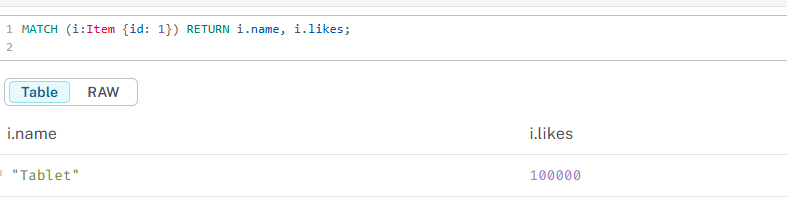 1 MATCH (i:Item {id: 1}) RETURN i.name, i.likes;
2
Table RAW
i.name i.likes
"Tablet" 100000